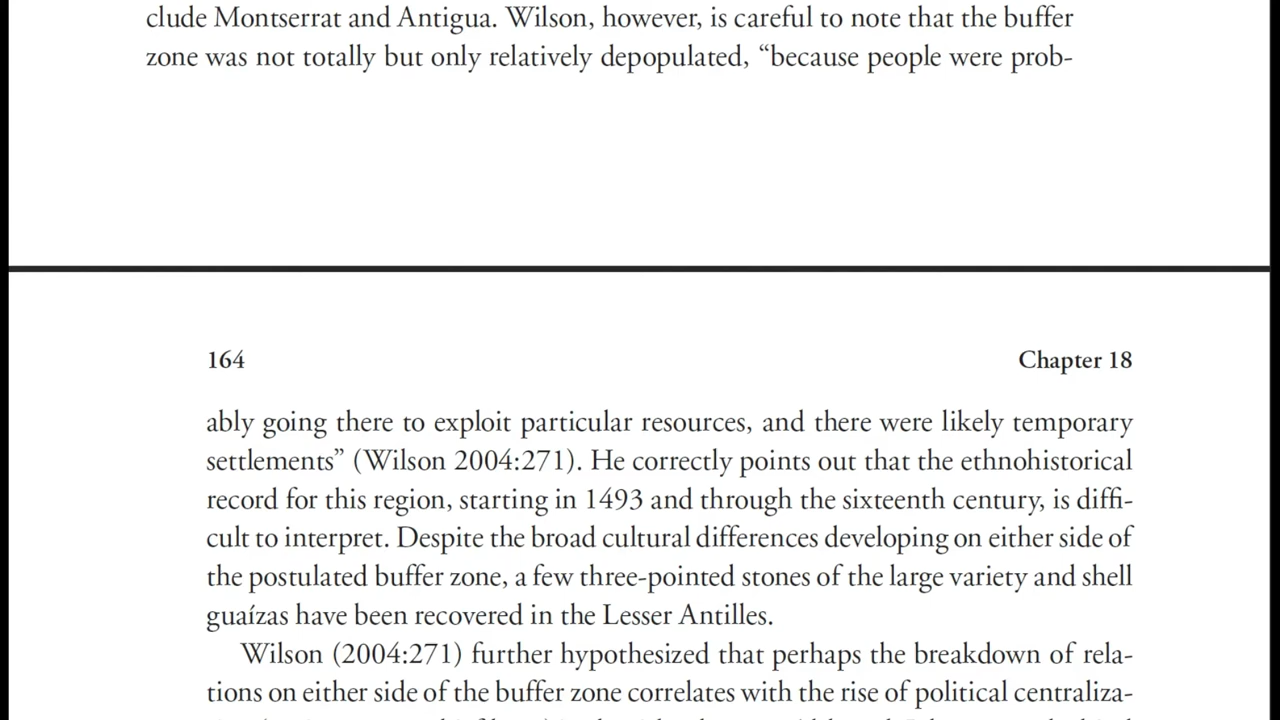 clude Montserrat and Antigua. Wilson, however, is careful to note that the buffer
zone was not totally but only relatively depopulated, “because people were prob-
164 Chapter 18
ably going there to exploit particular resources, and there were likely temporary
settlements” (Wilson 2004:271). He correctly points out that the ethnohistorical
record for this region, starting in 1493 and through the sixteenth century, is diffi-
cult to interpret. Despite the broad cultural differences developing on either side of
the postulated buffer zone, a few three-pointed stones of the large variety and shell
guaízas have been recovered in the Lesser Antilles.
Wilson (2004:271) further hypothesized that perhaps the breakdown of rela-
tions on either side of the buffer zone correlates with the rise of political centraliza-